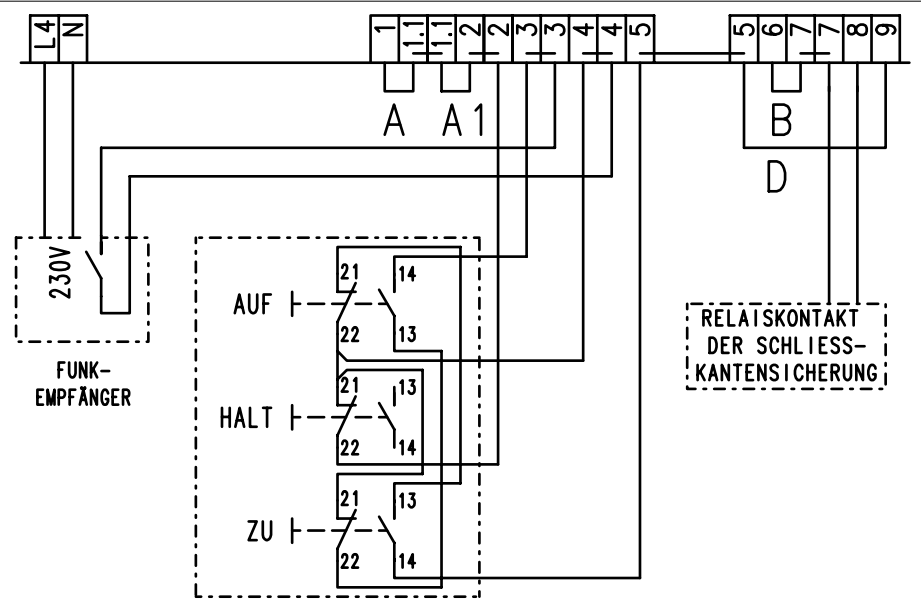 L4 N 1 1.1 1.1 2 2 3 3 4 4 5 5 6 7 7 8 9
A A1 B
D
230V
FUNK-
EMPFÄNGER
21 14
AUF
22 13
21 13
HALT
22 14
21 13
ZU
22 14
RELAISKONTAKT
DER SCHLIESS-
KANTENSICHERUNG